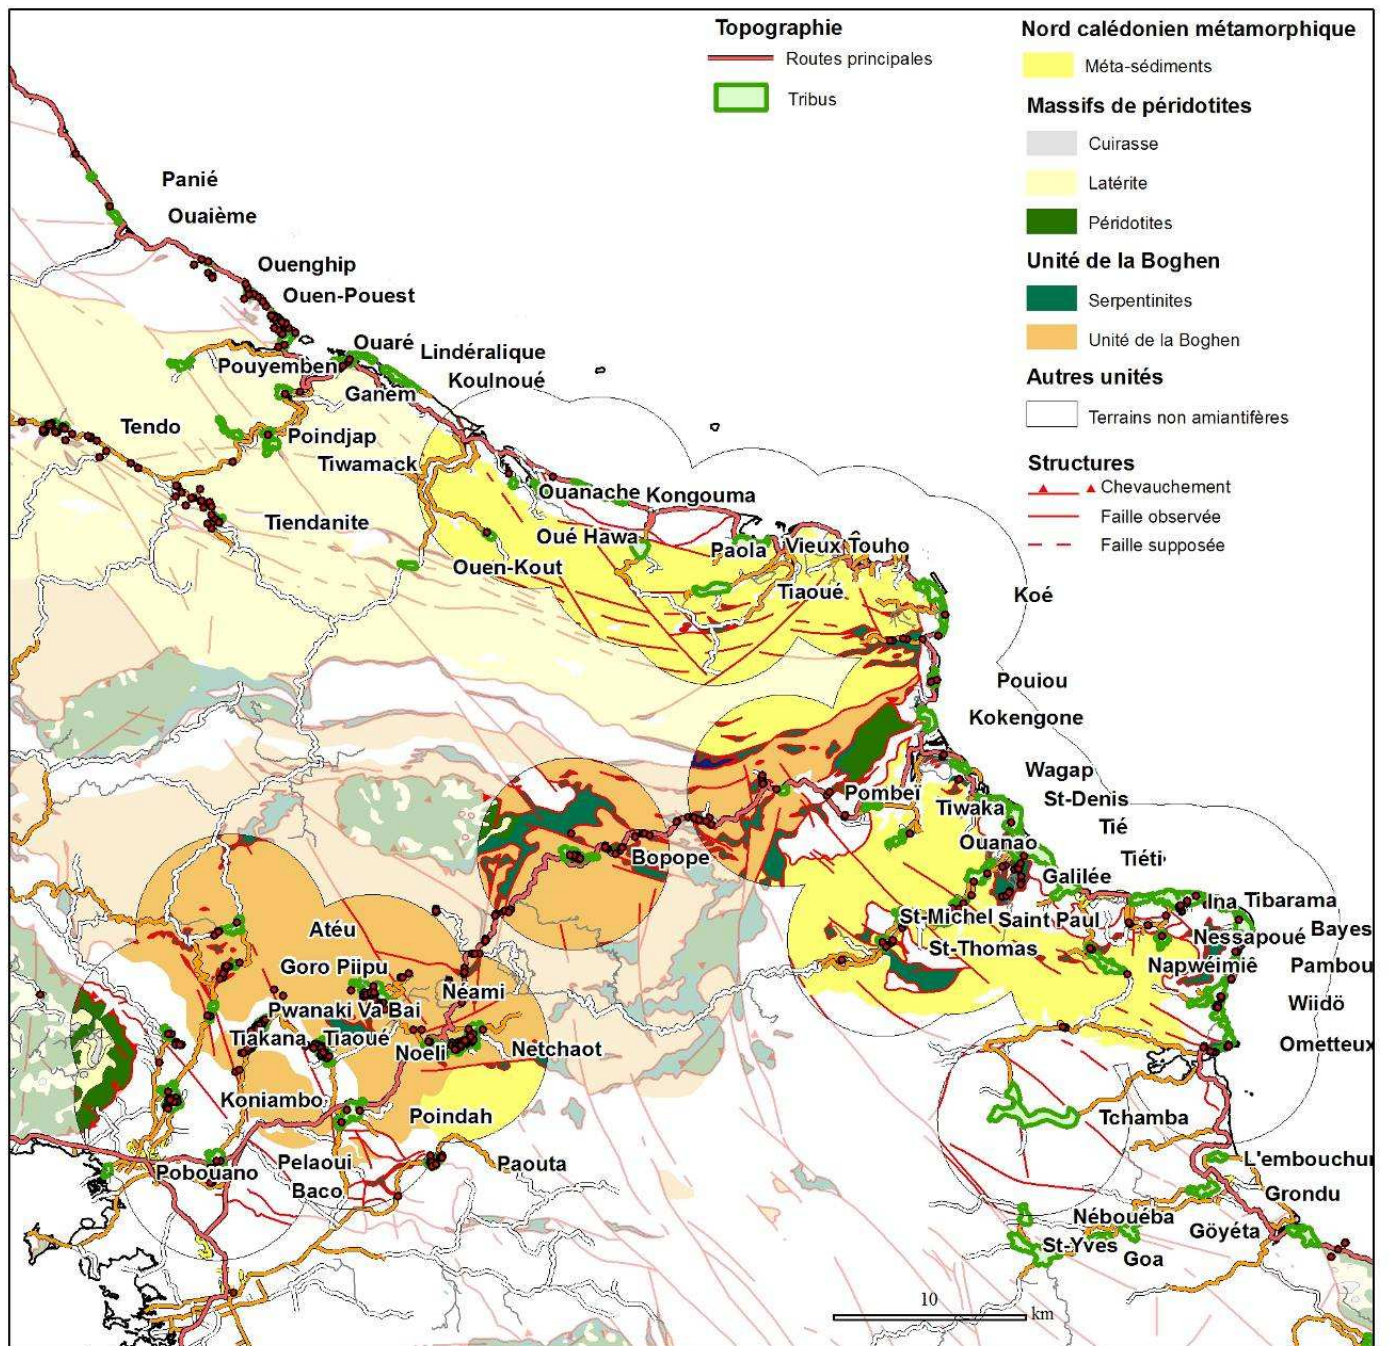 Topographie
Routes principales
Tribus
Nord calédonien métamorphique
Méta-sédiments
Massifs de péridotites
Cuirasse
Latérite
Péridotites
Unité de la Boghen
Serpentinites
Unité de la Boghen
Autres unités
Terrains non amiantifères
Structures
Chevauchement
Faille observée
Faille supposée
Panié
Ouaième
Ouenghip
Ouen-Pouest
Ouaré
Lindéralique
Pouyemben
Koulnoué
Ganem
Tendo
Poindjap
Tiwamack
Ouanache
Kongouma
Tiendanite
Oué Hawa
Paola
Vieux Touho
Ouen-Kout
Tiaoué
Koé
Pouiou
Kokengone
Wagap
Pombeï
Tiwaka
St-Denis
Tié
Ouanao
Bopope
Tiéti
Galilée
Ina
Tibarama
St-Michel
Saint Paul
Atéu
Nessapoué
Bayes
St-Thomas
Goro Piipu
Napwéimiê
Pambou
Néami
Pwanaki Va Bai
Wiidö
Tiakana
Tiaoué
Noeli
Netchaot
Ometteux
Koniambo
Poindah
Tchamba
Pobouano
Pelaoui
Paouta
L'embouchur
Baco
Grondu
Nébouéba
Göyéta
St-Yves
Goa
10
km